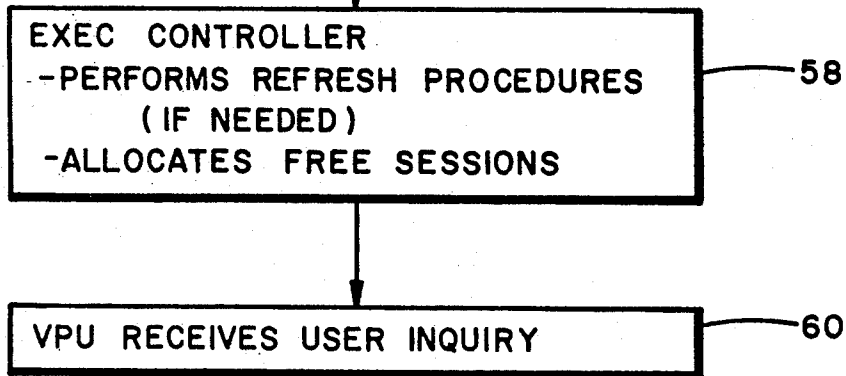 EXEC CONTROLLER
-PERFORMS REFRESH PROCEDURES
(IF NEEDED)
-ALLOCATES FREE SESSIONS
58
VPU RECEIVES USER INQUIRY
60